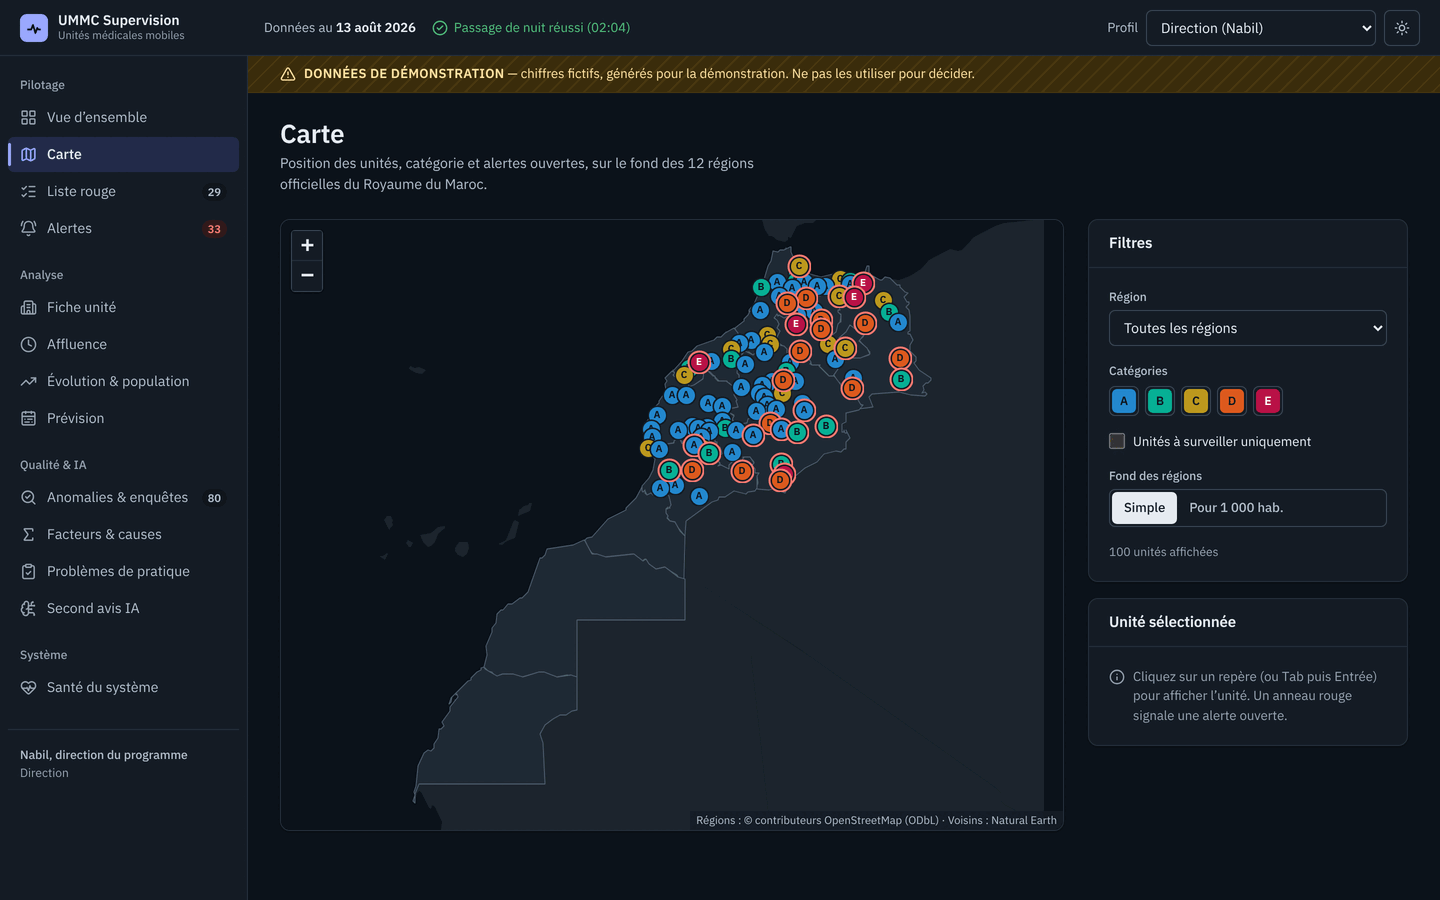 UMMC Supervision
Unités médicales mobiles
Données au 13 août 2026
Passage de nuit réussi (02:04)
Profil
Direction (Nabil)
DONNÉES DE DÉMONSTRATION — chiffres fictifs, générés pour la démonstration. Ne pas les utiliser pour décider.
Pilotage
Vue d’ensemble
Carte
Liste rouge 29
Alertes 33
Analyse
Fiche unité
Affluence
Évolution & population
Prévision
Qualité & IA
Anomalies & enquêtes 80
Facteurs & causes
Problèmes de pratique
Second avis IA
Système
Santé du système
Nabil, direction du programme
Direction
Carte
Position des unités, catégorie et alertes ouvertes, sur le fond des 12 régions
officielles du Royaume du Maroc.
+
−
Régions : © contributeurs OpenStreetMap (ODbL) · Voisins : Natural Earth
Filtres
Région
Toutes les régions
Catégories
A B C D E
Unités à surveiller uniquement
Fond des régions
Simple Pour 1 000 hab.
100 unités affichées
Unité sélectionnée
Cliquez sur un repère (ou Tab puis Entrée)
pour afficher l’unité. Un anneau rouge
signale une alerte ouverte.